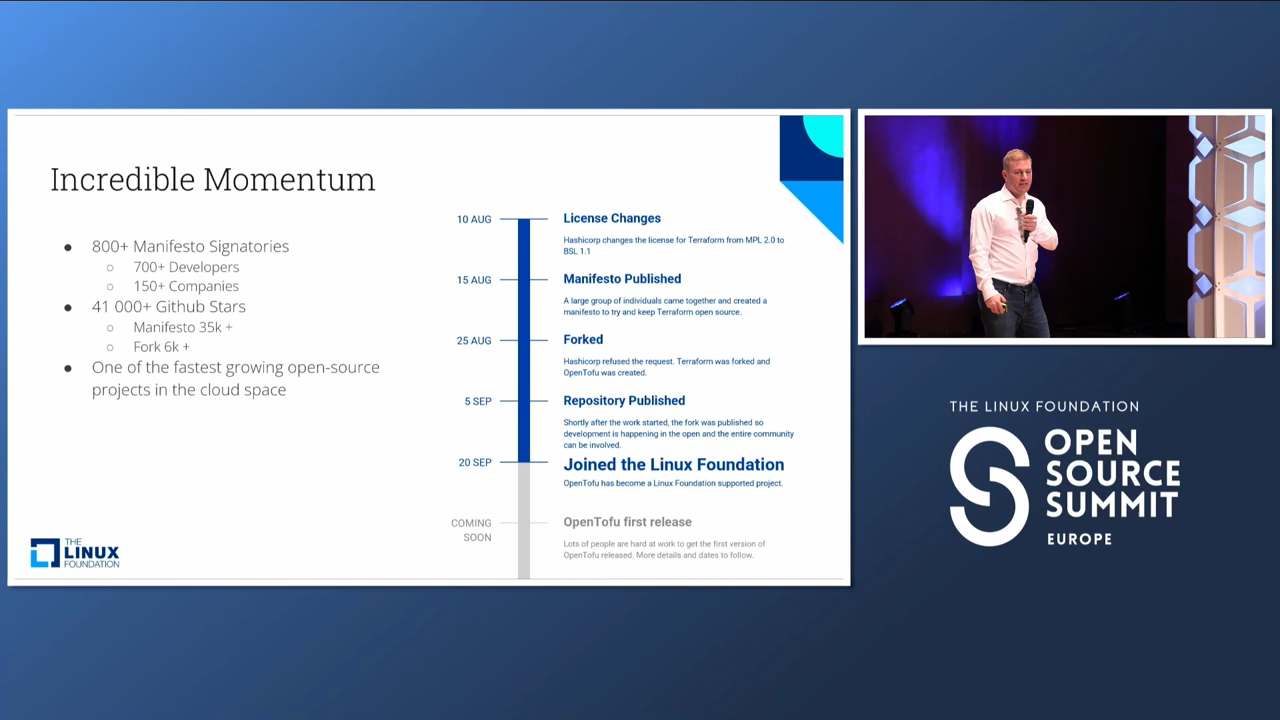 Incredible Momentum
● 800+ Manifesto Signatories
○ 700+ Developers
○ 150+ Companies
● 41 000+ Github Stars
○ Manifesto 35k +
○ Fork 6k +
● One of the fastest growing open-source
projects in the cloud space
10 AUG
License Changes
Hashicorp changes the license for Terraform from MPL 2.0 to
BSL 1.1
15 AUG
Manifesto Published
A large group of individuals came together and created a
manifesto to try and keep Terraform open source.
25 AUG
Forked
Hashicorp refused the request. Terraform was forked and
OpenTofu was created.
5 SEP
Repository Published
Shortly after the work started, the fork was published so
development is happening in the open and the entire community
can be involved.
20 SEP
Joined the Linux Foundation
OpenTofu has become a Linux Foundation supported project.
COMING
SOON
OpenTofu first release
Lots of people are hard at work to get the first version of
OpenTofu released. More details and dates to follow.
THE
LINUX
FOUNDATION
THE LINUX FOUNDATION
OPEN
SOURCE
SUMMIT
EUROPE